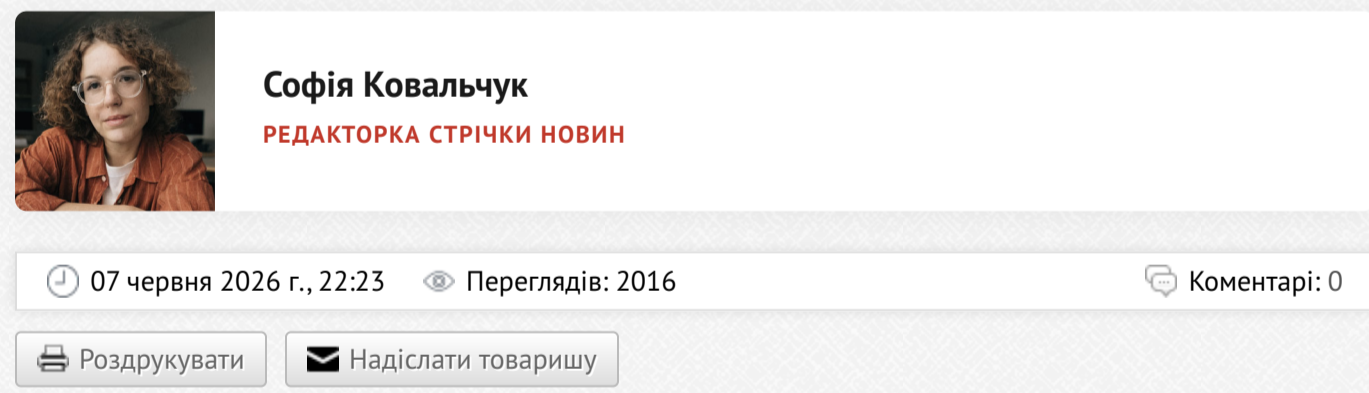 Софія Ковальчук
РЕДАКТОРКА СТРІЧКИ НОВИН
07 червня 2026 г., 22:23 Переглядів: 2016 Коментарі: 0
Роздрукувати Надіслати товаришу